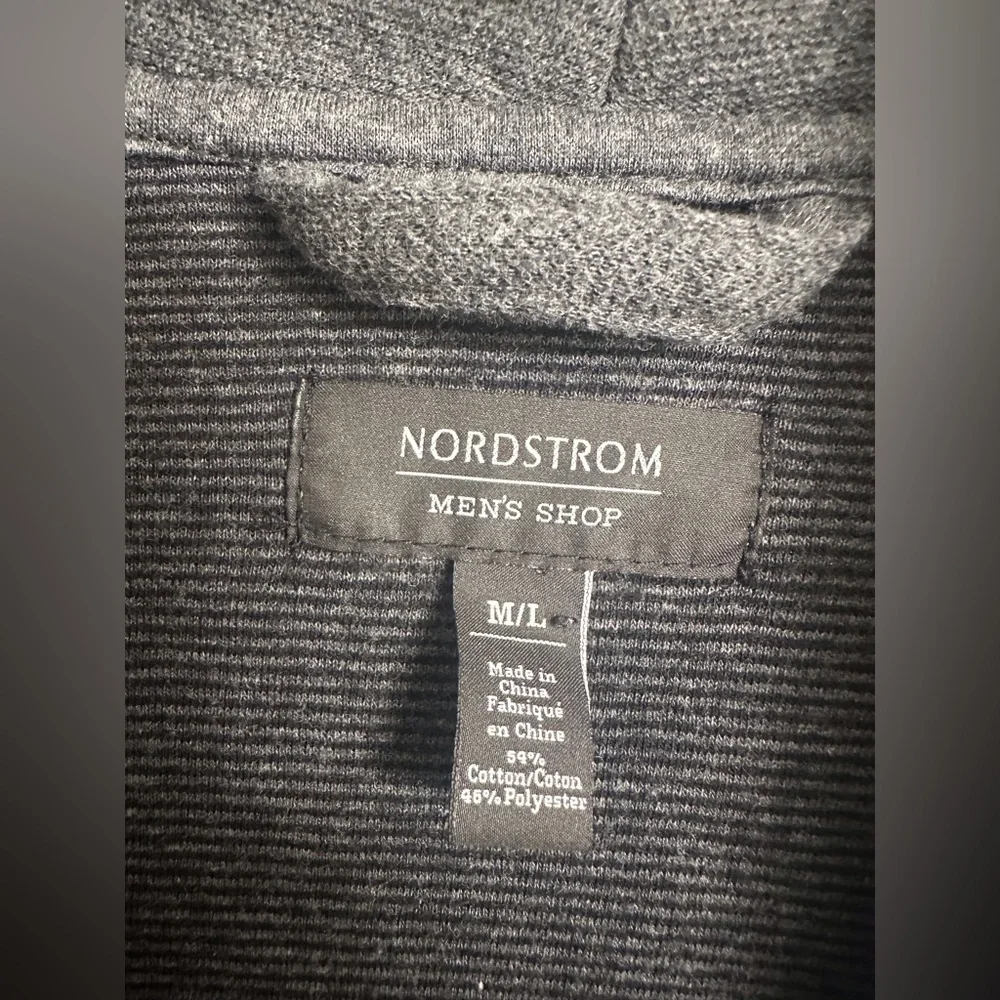 NORDSTROM
MEN'S SHOP
M/L
Made in
China
Fabriqué
en Chine
54%
Cotton/Coton
46% Polyester